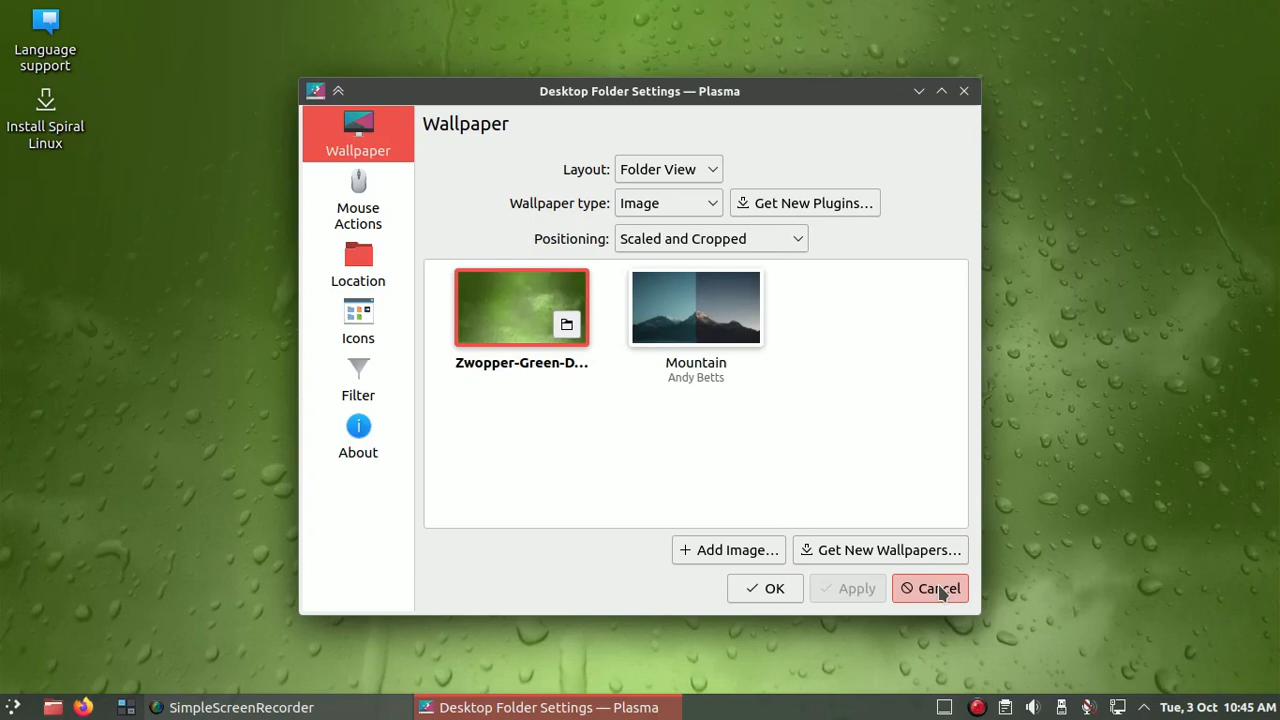 Language
support
Install Spiral
Linux
Desktop Folder Settings — Plasma
Wallpaper
Mouse
Actions
Location
Icons
Filter
About
Wallpaper
Layout: Folder View
Wallpaper type: Image Get New Plugins...
Positioning: Scaled and Cropped
Zwopper-Green-D...
Mountain
Andy Betts
Add Image...
Get New Wallpapers...
OK
Apply
Cancel
SimpleScreenRecorder
Desktop Folder Settings — Plasma
Tue, 3 Oct 10:45 AM